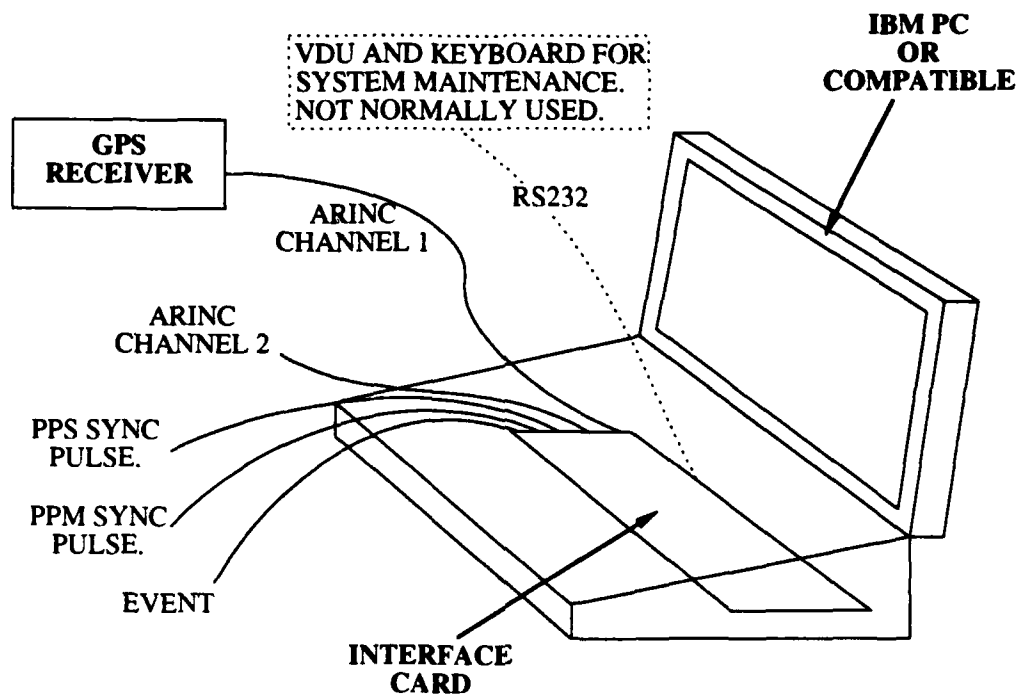 IBM PC
OR
COMPATIBLE
VDU AND KEYBOARD FOR
SYSTEM MAINTENANCE.
NOT NORMALLY USED.
GPS
RECEIVER
RS232
ARINC
CHANNEL 1
ARINC
CHANNEL 2
PPS SYNC
PULSE.
PPM SYNC
PULSE.
EVENT
INTERFACE
CARD